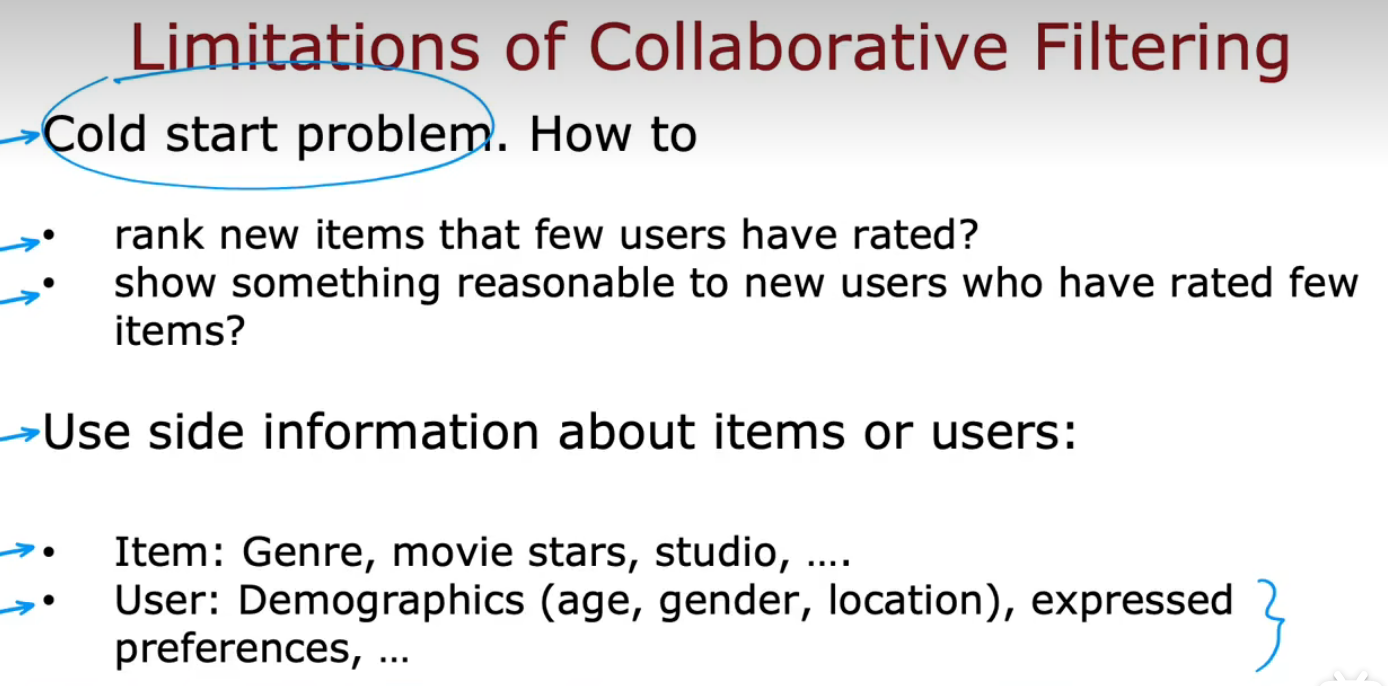 Limitations of Collaborative Filtering
Cold start problem. How to
• rank new items that few users have rated?
• show something reasonable to new users who have rated few
items?
Use side information about items or users:
• Item: Genre, movie stars, studio, ....
• User: Demographics (age, gender, location), expressed
preferences, ...